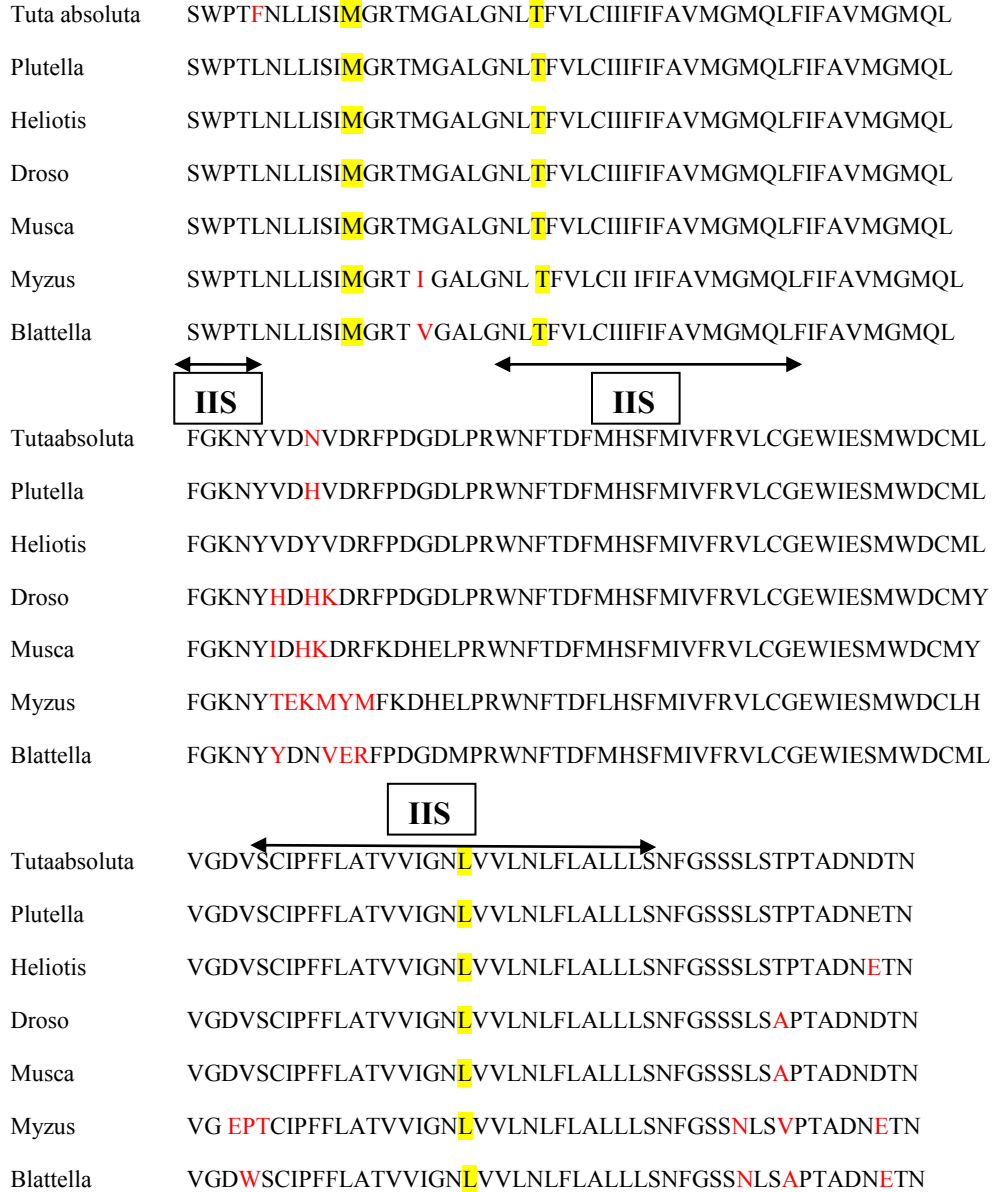 Tuta absoluta SWPTFNLLISIMGRTMGALGNLTFVLCIIIFIFAVMGMQLFIFAVMGMQL
Plutella SWPTLNLLISIMGRTMGALGNLTFVLCIIIFIFAVMGMQLFIFAVMGMQL
Heliotis SWPTLNLLISIMGRTMGALGNLTFVLCIIIFIFAVMGMQLFIFAVMGMQL
Droso SWPTLNLLISIMGRTMGALGNLTFVLCIIIFIFAVMGMQLFIFAVMGMQL
Musca SWPTLNLLISIMGRTMGALGNLTFVLCIIIFIFAVMGMQLFIFAVMGMQL
Myzus SWPTLNLLISIMGRT I GALGNL TFVLCII IFIFAVMGMQLFIFAVMGMQL
Blattella SWPTLNLLISIMGRT VGALGNLTFVLCIIIFIFAVMGMQLFIFAVMGMQL
IIS IIS
Tutaabsoluta FGKNYVDNVDRFPDGDLPRWNFTDFMHSFMIVFRVLCGEWIESMWDCML
Plutella FGKNYVDHVDRFPDGDLPRWNFTDFMHSFMIVFRVLCGEWIESMWDCML
Heliotis FGKNYVDYVDRFPDGDLPRWNFTDFMHSFMIVFRVLCGEWIESMWDCML
Droso FGKNYHDHKDRFPDGDLPRWNFTDFMHSFMIVFRVLCGEWIESMWDCMY
Musca FGKNYIDHKDRFKDHELPRWNFTDFMHSFMIVFRVLCGEWIESMWDCMY
Myzus FGKNYTEKMYMFKDHELPRWNFTDFLHSFMIVFRVLCGEWIESMWDCLH
Blattella FGKNYYDNVERFPDGDMPRWNFTDFMHSFMIVFRVLCGEWIESMWDCML
IIS
Tutaabsoluta VGDVSCIPFFLATVVIGNLVVLNLFLALLLSNFGSSSLSTPTADNDTN
Plutella VGDVSCIPFFLATVVIGNLVVLNLFLALLLSNFGSSSLSTPTADNETN
Heliotis VGDVSCIPFFLATVVIGNLVVLNLFLALLLSNFGSSSLSTPTADNETN
Droso VGDVSCIPFFLATVVIGNLVVLNLFLALLLSNFGSSSLSAPTADNDTN
Musca VGDVSCIPFFLATVVIGNLVVLNLFLALLLSNFGSSSLSAPTADNDTN
Myzus VG EPTCIPFFLATVVIGNLVVLNLFLALLLSNFGSSNLSVPTADNETN
Blattella VGDWSCIPFFLATVVIGNLVVLNLFLALLLSNFGSSNLSAPTADNETN